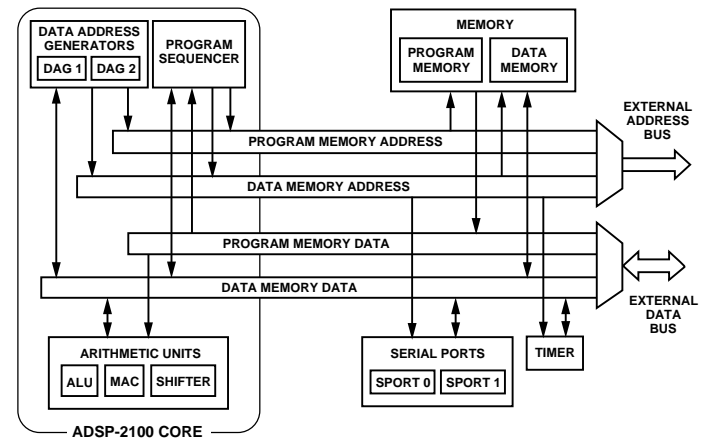 DATA ADDRESS
GENERATORS
DAG 1
DAG 2
PROGRAM
SEQUENCER
MEMORY
PROGRAM
MEMORY
DATA
MEMORY
EXTERNAL
ADDRESS
BUS
PROGRAM MEMORY ADDRESS
DATA MEMORY ADDRESS
PROGRAM MEMORY DATA
DATA MEMORY DATA
EXTERNAL
DATA
BUS
ARITHMETIC UNITS
ALU
MAC
SHIFTER
SERIAL PORTS
SPORT 0
SPORT 1
TIMER
ADSP-2100 CORE